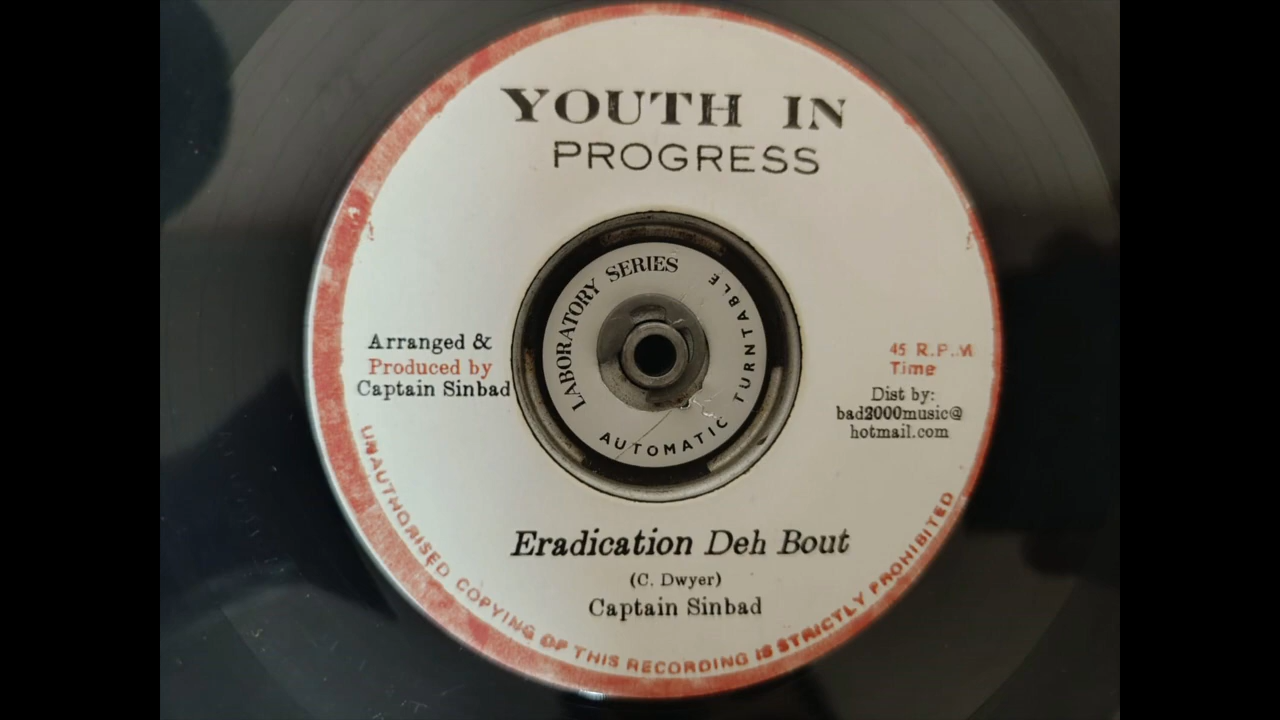 YOUTH IN
PROGRESS
LABORATORY SERIES
AUTOMATIC TURNTABLE
Arranged &
Produced by
Captain Sinbad
45 R.P.M
Time
Dist by:
bad2000music@
hotmail.com
Eradication Deh Bout
(C. Dwyer)
Captain Sinbad
UNAUTHORISED COPYING OF THIS RECORDING IS STRICTLY PROHIBITED